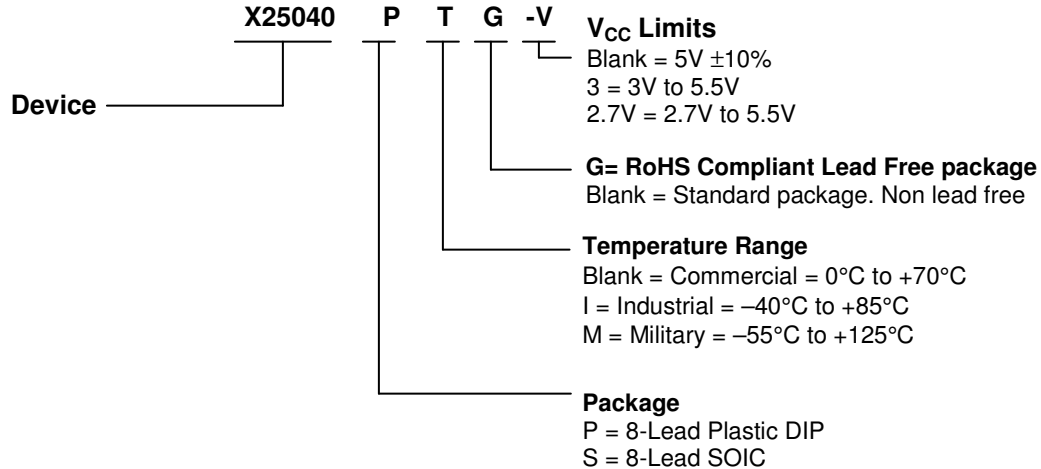 X25040 P T G -V
Device
VCC Limits
Blank = 5V ±10%
3 = 3V to 5.5V
2.7V = 2.7V to 5.5V
G= RoHS Compliant Lead Free package
Blank = Standard package. Non lead free
Temperature Range
Blank = Commercial = 0°C to +70°C
I = Industrial = –40°C to +85°C
M = Military = –55°C to +125°C
Package
P = 8-Lead Plastic DIP
S = 8-Lead SOIC